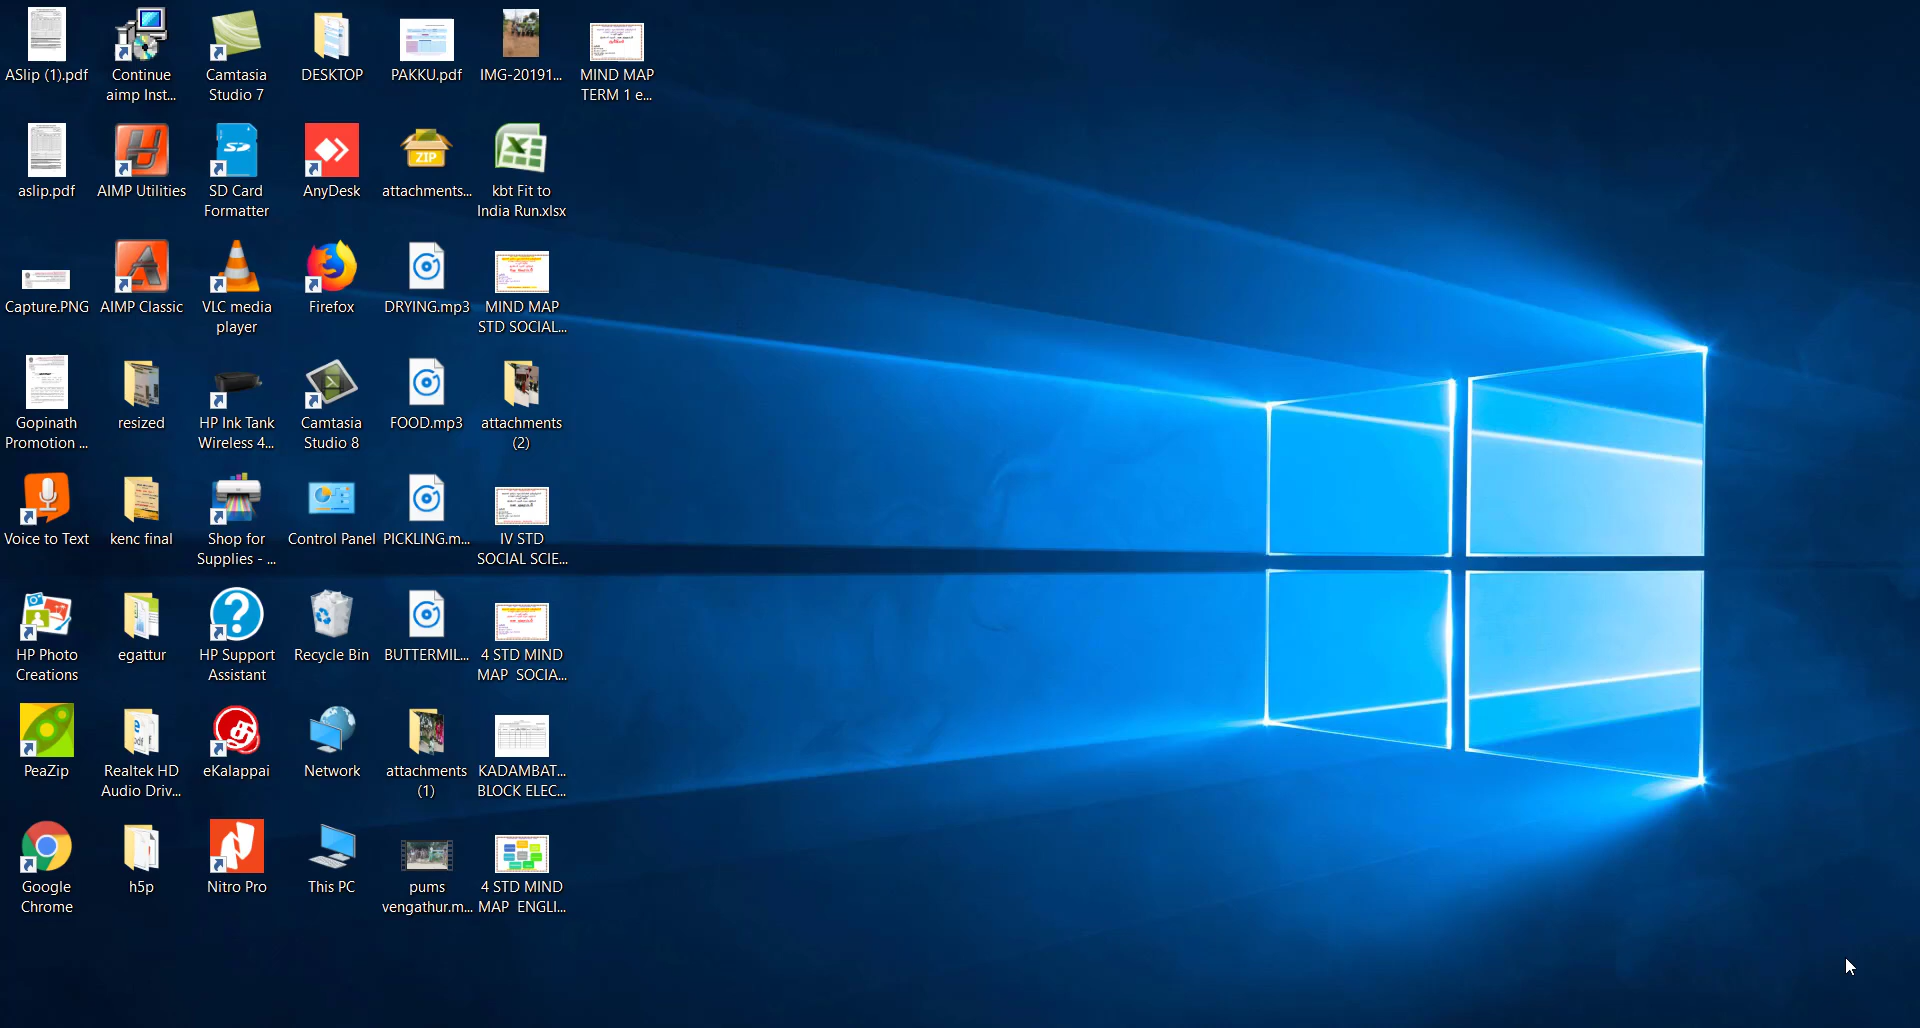 ASlip (1).pdf
Continue
aimp Inst...
Camtasia
Studio 7
DESKTOP
PAKKU.pdf
IMG-20191...
MIND MAP
TERM 1 e...
aslip.pdf
AIMP Utilities
SD Card
Formatter
AnyDesk
ZIP
attachments...
kbt Fit to
India Run.xlsx
Capture.PNG
AIMP Classic
VLC media
player
Firefox
DRYING.mp3
MIND MAP
STD SOCIAL...
Gopinath
Promotion ...
resized
HP Ink Tank
Wireless 4...
Camtasia
Studio 8
FOOD.mp3
attachments
(2)
Voice to Text
kenc final
Shop for
Supplies - ...
Control Panel
PICKLING.m...
IV STD
SOCIAL SCIE...
HP Photo
Creations
egattur
HP Support
Assistant
Recycle Bin
BUTTERMIL...
4 STD MIND
MAP  SOCIA...
PeaZip
Realtek HD
Audio Driv...
eKalappai
Network
attachments
(1)
KADAMBAT...
BLOCK ELEC...
Google
Chrome
h5p
Nitro Pro
This PC
pums
vengathur.m...
4 STD MIND
MAP  ENGLI...